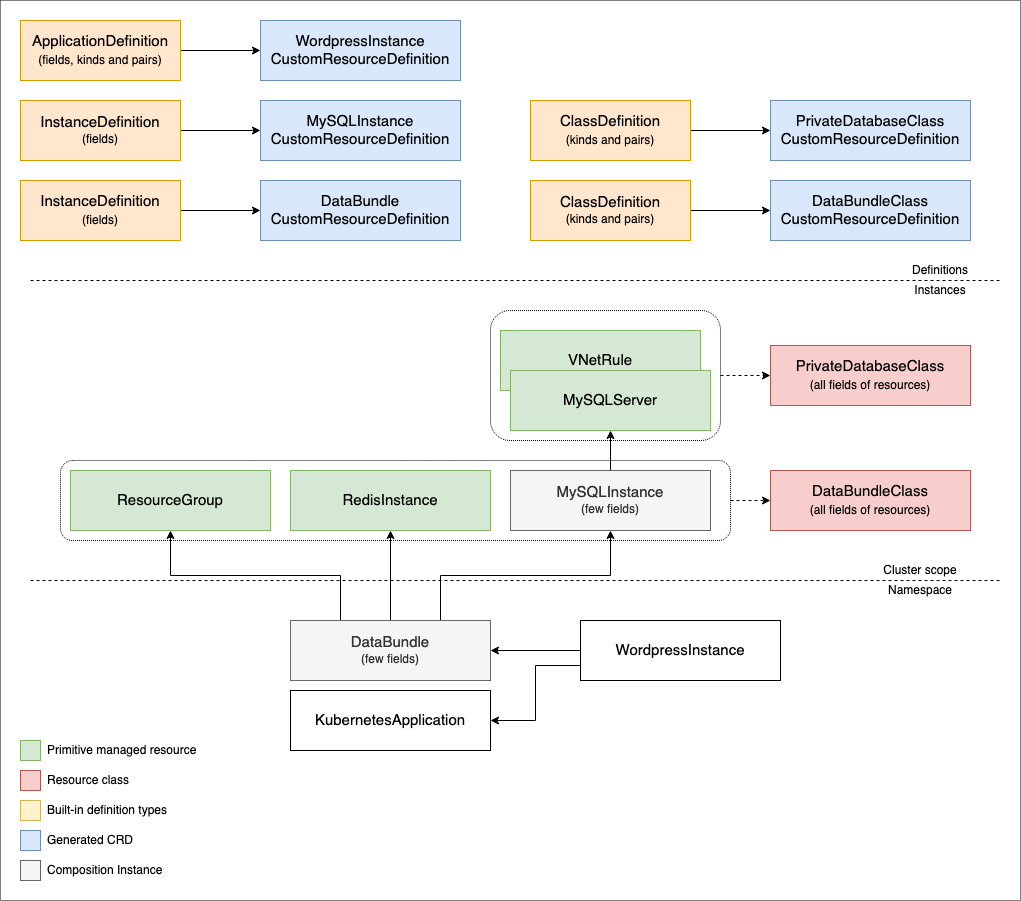 ApplicationDefinition
(fields, kinds and pairs)
WordpressInstance
CustomResourceDefinition
InstanceDefinition
(fields)
MySQLInstance
CustomResourceDefinition
ClassDefinition
(kinds and pairs)
PrivateDatabaseClass
CustomResourceDefinition
InstanceDefinition
(fields)
DataBundle
CustomResourceDefinition
ClassDefinition
(kinds and pairs)
DataBundleClass
CustomResourceDefinition
Definitions
Instances
VNetRule
MySQLServer
PrivateDatabaseClass
(all fields of resources)
ResourceGroup
RedisInstance
MySQLInstance
(few fields)
DataBundleClass
(all fields of resources)
Cluster scope
Namespace
DataBundle
(few fields)
WordpressInstance
KubernetesApplication
Primitive managed resource
Resource class
Built-in definition types
Generated CRD
Composition Instance